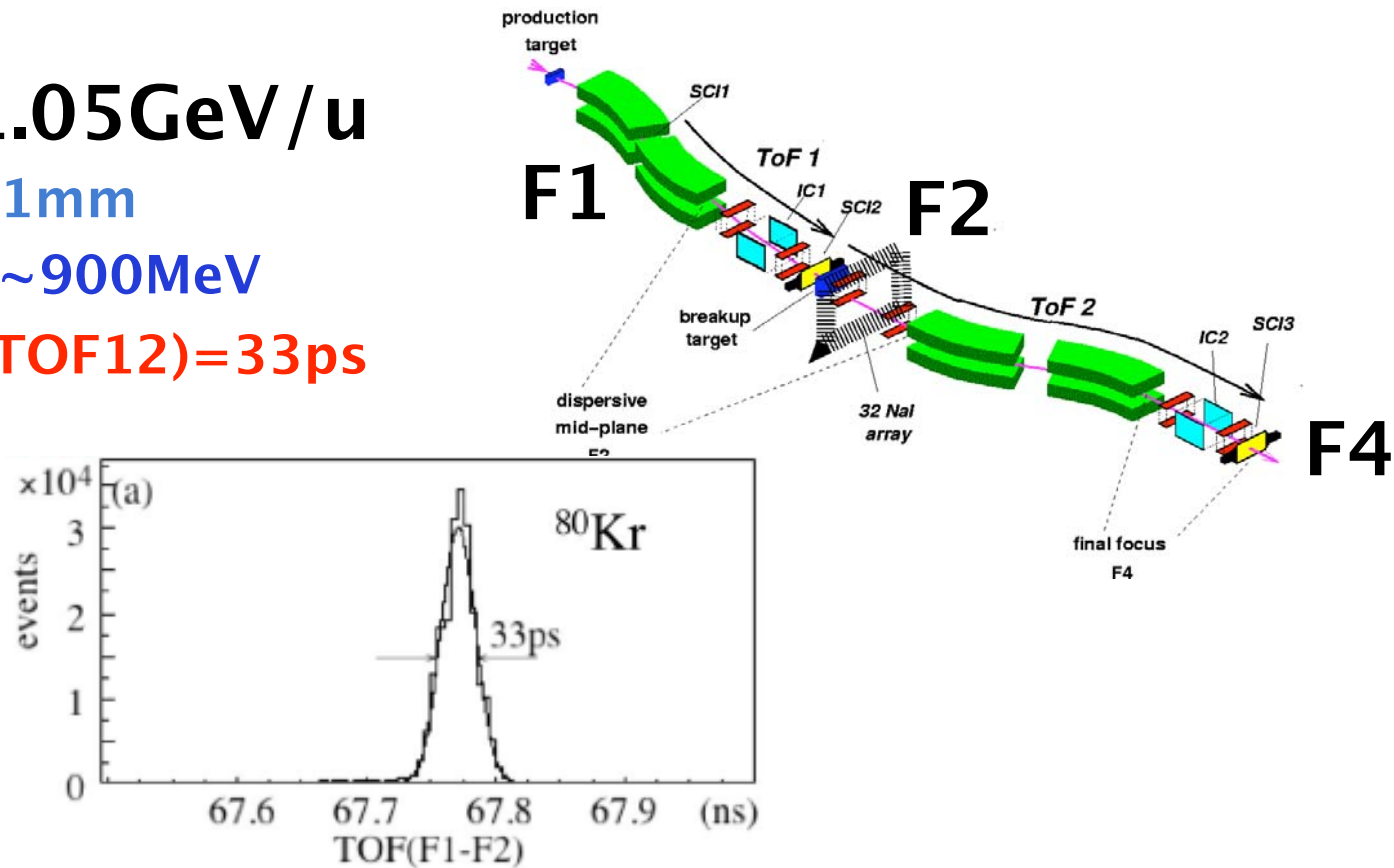 .05GeV/u
1mm
~900MeV
TOF12)=33ps
production
target
SCI1
ToF 1
F1
IC1
SCI2
F2
breakup
target
ToF 2
dispersive
mid-plane
32 NaI
array
IC2
SCI3
F4
final focus
F4
×10⁴
(a)
⁸⁰Kr
3
2
1
0
events
33ps
67.6 67.7 67.8 67.9 (ns)
TOF(F1-F2)